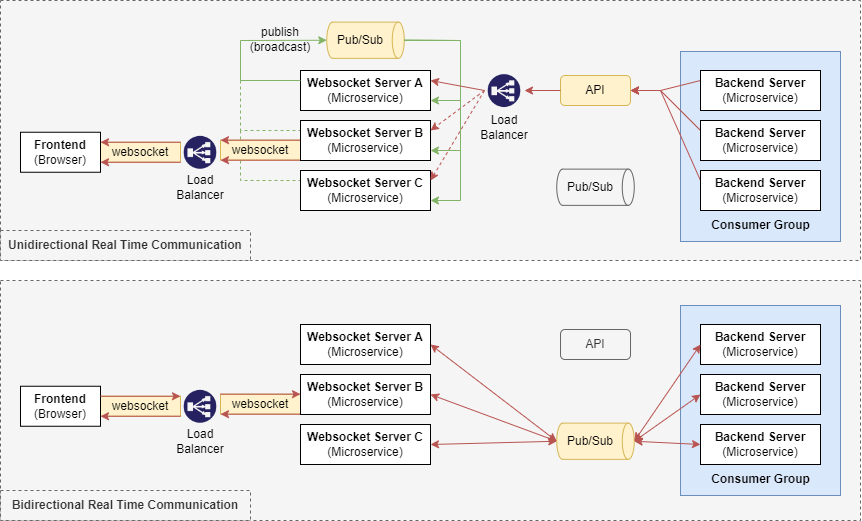 publish
(broadcast)
Pub/Sub
Websocket Server A
(Microservice)
API
Backend Server
(Microservice)
Load
Balancer
Frontend
(Browser)
websocket
websocket
Websocket Server B
(Microservice)
Backend Server
(Microservice)
Load
Balancer
Websocket Server C
(Microservice)
Pub/Sub
Backend Server
(Microservice)
Consumer Group
Unidirectional Real Time Communication
Websocket Server A
(Microservice)
API
Backend Server
(Microservice)
Frontend
(Browser)
websocket
websocket
Websocket Server B
(Microservice)
Backend Server
(Microservice)
Load
Balancer
Websocket Server C
(Microservice)
Pub/Sub
Backend Server
(Microservice)
Consumer Group
Bidirectional Real Time Communication